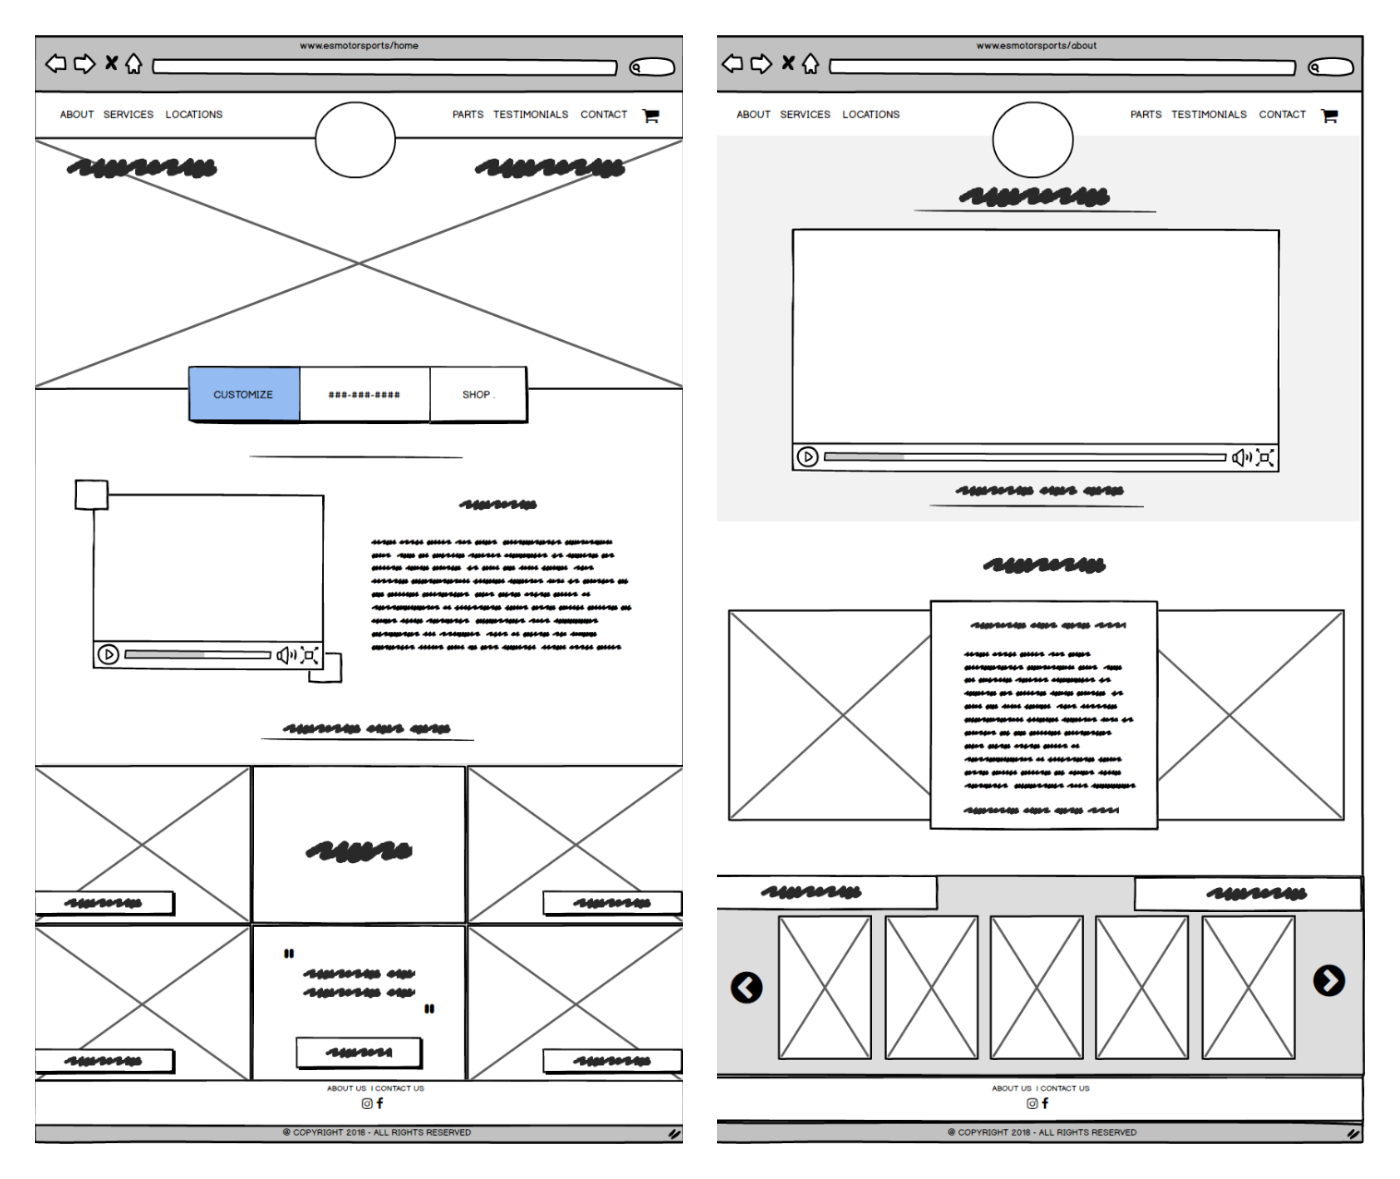 www.esmotorsports/home
ABOUT SERVICES LOCATIONS PARTS TESTIMONIALS CONTACT
CUSTOMIZE ###-###-#### SHOP .
"
"
ABOUT US | CONTACT US
@ COPYRIGHT 2018 - ALL RIGHTS RESERVED
www.esmotorsports/about
ABOUT SERVICES LOCATIONS PARTS TESTIMONIALS CONTACT
ABOUT US | CONTACT US
@ COPYRIGHT 2018 - ALL RIGHTS RESERVED